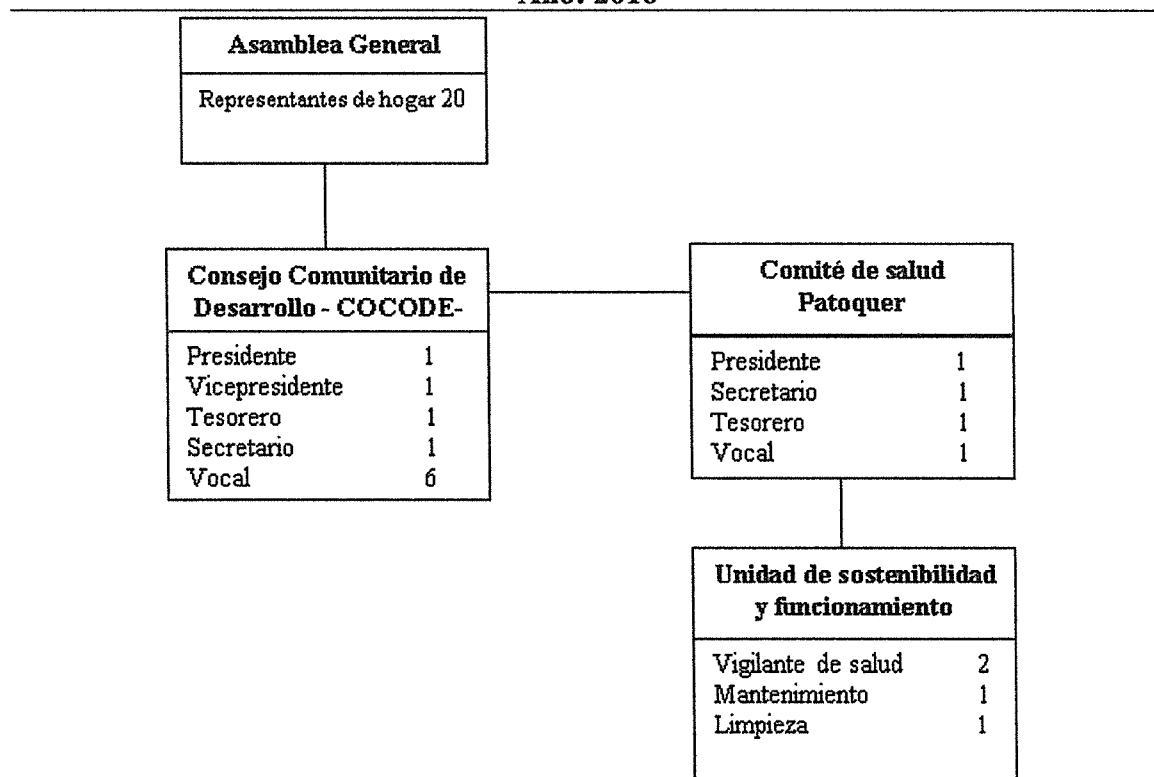 Asamblea General
Representantes de hogar 20
Consejo Comunitario de
Desarrollo - COCODE-
Presidente 1
Vicepresidente 1
Tesorero 1
Secretario 1
Vocal 6
Comité de salud
Patoquer
Presidente 1
Secretario 1
Tesorero 1
Vocal 1
Unidad de sostenibilidad
y funcionamiento
Vigilante de salud 2
Mantenimiento 1
Limpieza 1